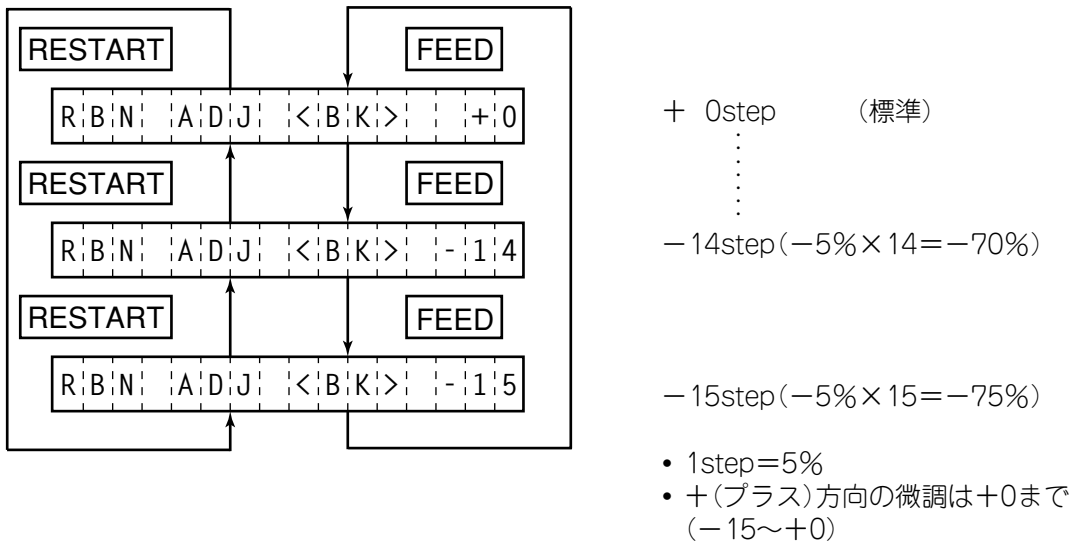 RESTART FEED
RBN ADJ <BK> +0
＋ 0step （標準）
RESTART FEED
RBN ADJ <BK> -14
－14step（－5%×14＝－70%）
RESTART FEED
RBN ADJ <BK> -15
－15step（－5%×15＝－75%）
• 1step＝5%
• ＋（プラス）方向の微調は＋0まで
（－15～＋0）